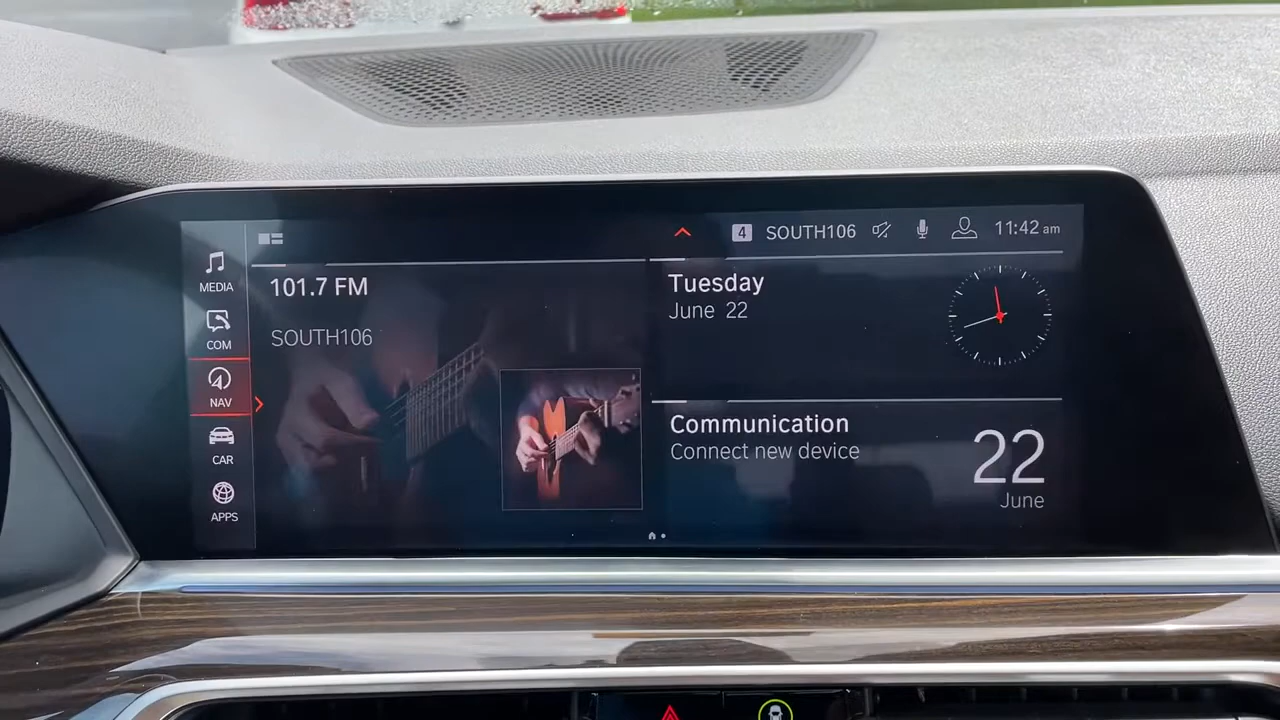 4 SOUTH106 11:42 am
MEDIA
COM
NAV
CAR
APPS
101.7 FM
SOUTH106
Tuesday
June 22
Communication
Connect new device
22
June